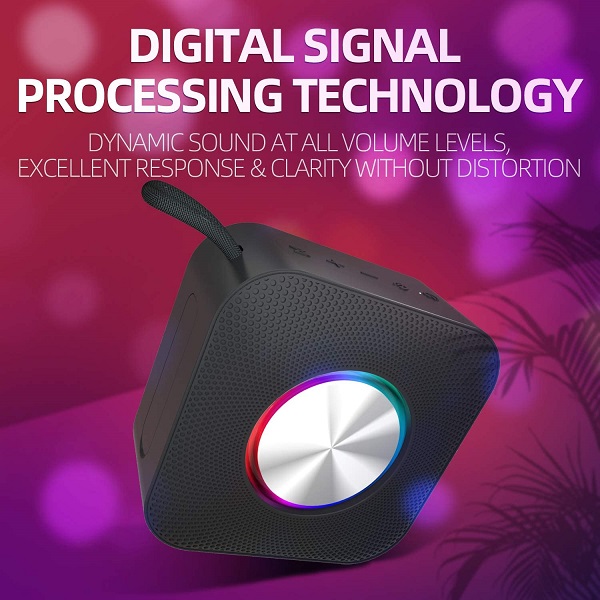 DIGITAL SIGNAL
PROCESSING TECHNOLOGY
DYNAMIC SOUND AT ALL VOLUME LEVELS,
EXCELLENT RESPONSE & CLARITY WITHOUT DISTORTION